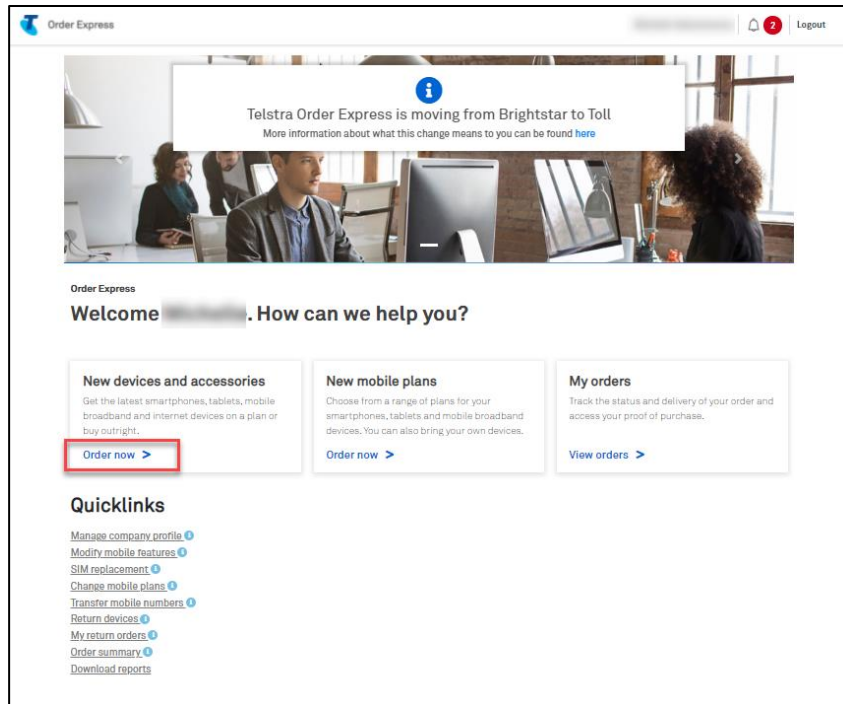 Order Express
2
Logout
Telstra Order Express is moving from Brightstar to Toll
More information about what this change means to you can be found here
Order Express
Welcome . How can we help you?
New devices and accessories
Get the latest smartphones, tablets, mobile
broadband and internet devices on a plan or
buy outright.
Order now >
New mobile plans
Choose from a range of plans for your
smartphones, tablets and mobile broadband
devices. You can also bring your own devices.
Order now >
My orders
Track the status and delivery of your order and
access your proof of purchase.
View orders >
Quicklinks
Manage company profile
Modify mobile features
SIM replacement
Change mobile plans
Transfer mobile numbers
Return devices
My return orders
Order summary
Download reports